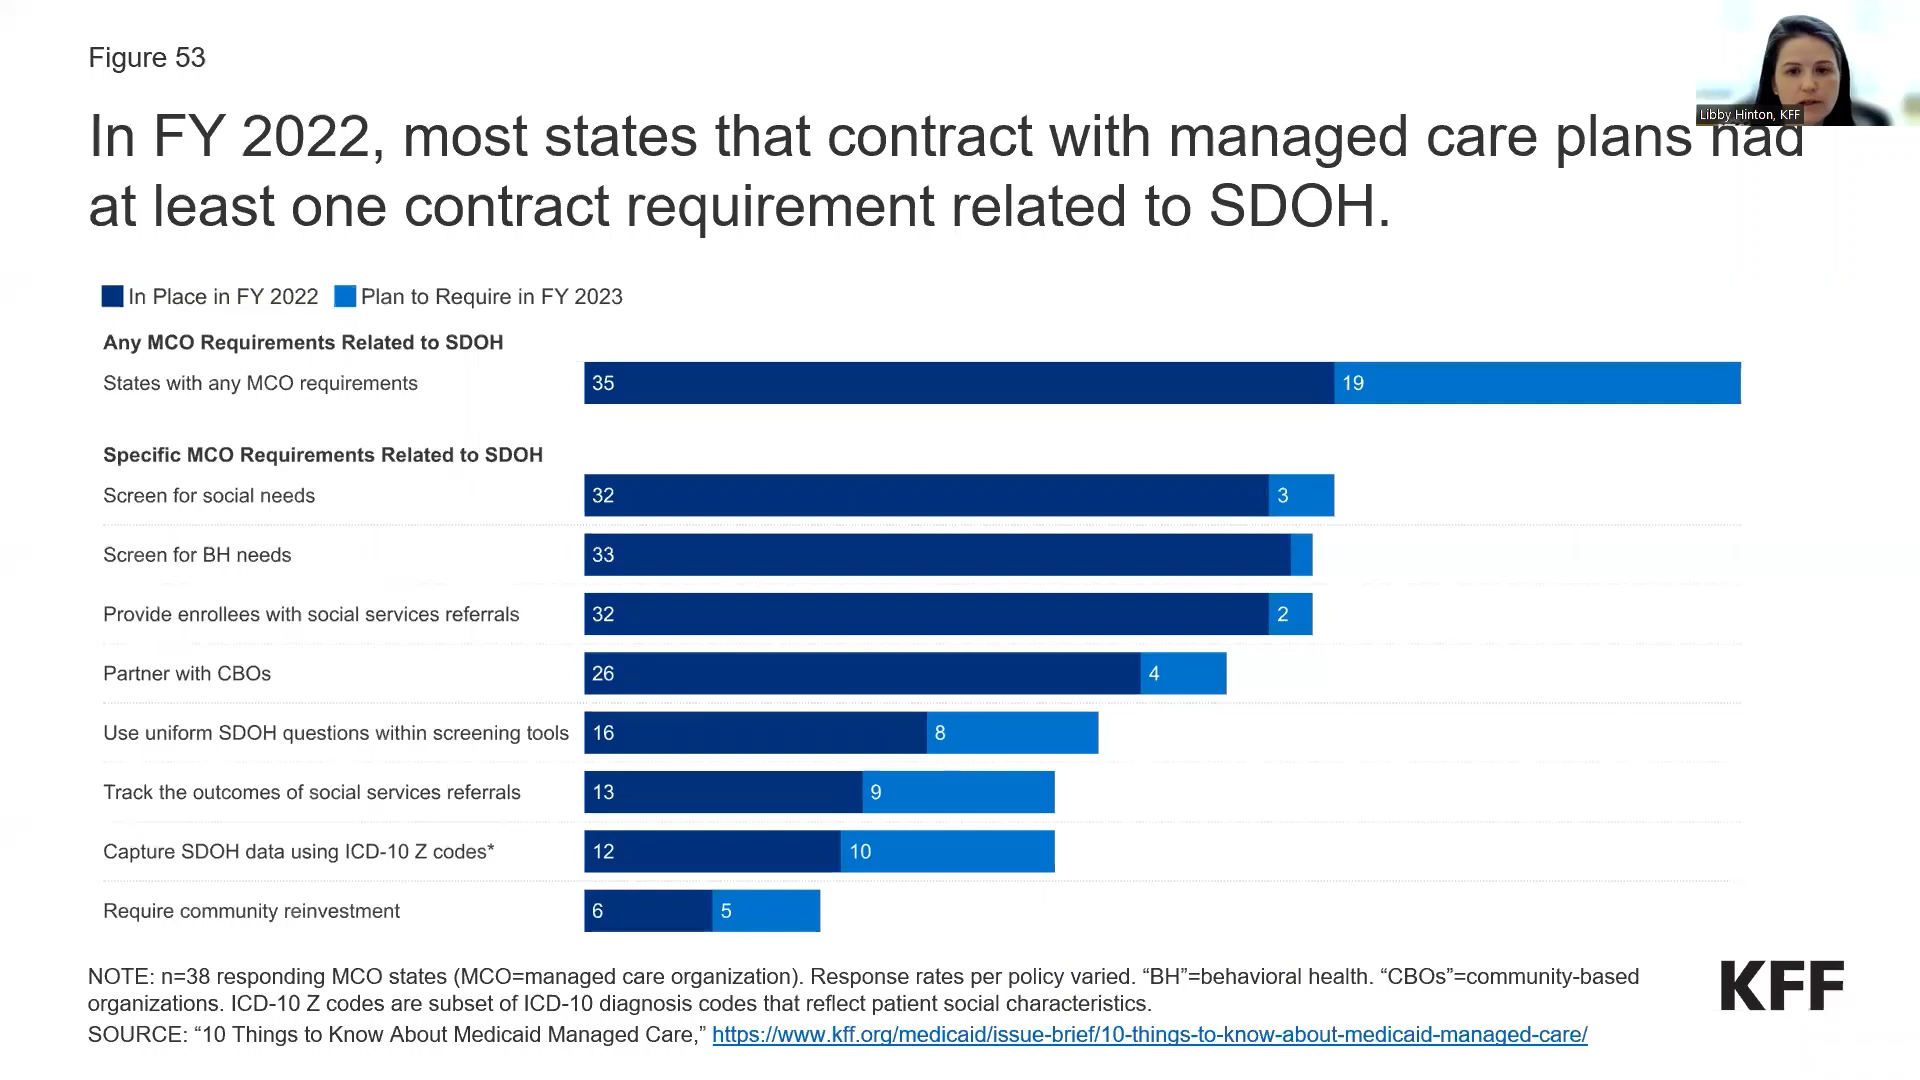 Figure 53
Libby Hinton, KFF
In FY 2022, most states that contract with managed care plans had
at least one contract requirement related to SDOH.
In Place in FY 2022 Plan to Require in FY 2023
Any MCO Requirements Related to SDOH
States with any MCO requirements 35 19
Specific MCO Requirements Related to SDOH
Screen for social needs 32 3
Screen for BH needs 33
Provide enrollees with social services referrals 32 2
Partner with CBOs 26 4
Use uniform SDOH questions within screening tools 16 8
Track the outcomes of social services referrals 13 9
Capture SDOH data using ICD-10 Z codes* 12 10
Require community reinvestment 6 5
NOTE: n=38 responding MCO states (MCO=managed care organization). Response rates per policy varied. “BH”=behavioral health. “CBOs”=community-based
organizations. ICD-10 Z codes are subset of ICD-10 diagnosis codes that reflect patient social characteristics.
SOURCE: “10 Things to Know About Medicaid Managed Care,” https://www.kff.org/medicaid/issue-brief/10-things-to-know-about-medicaid-managed-care/
KFF